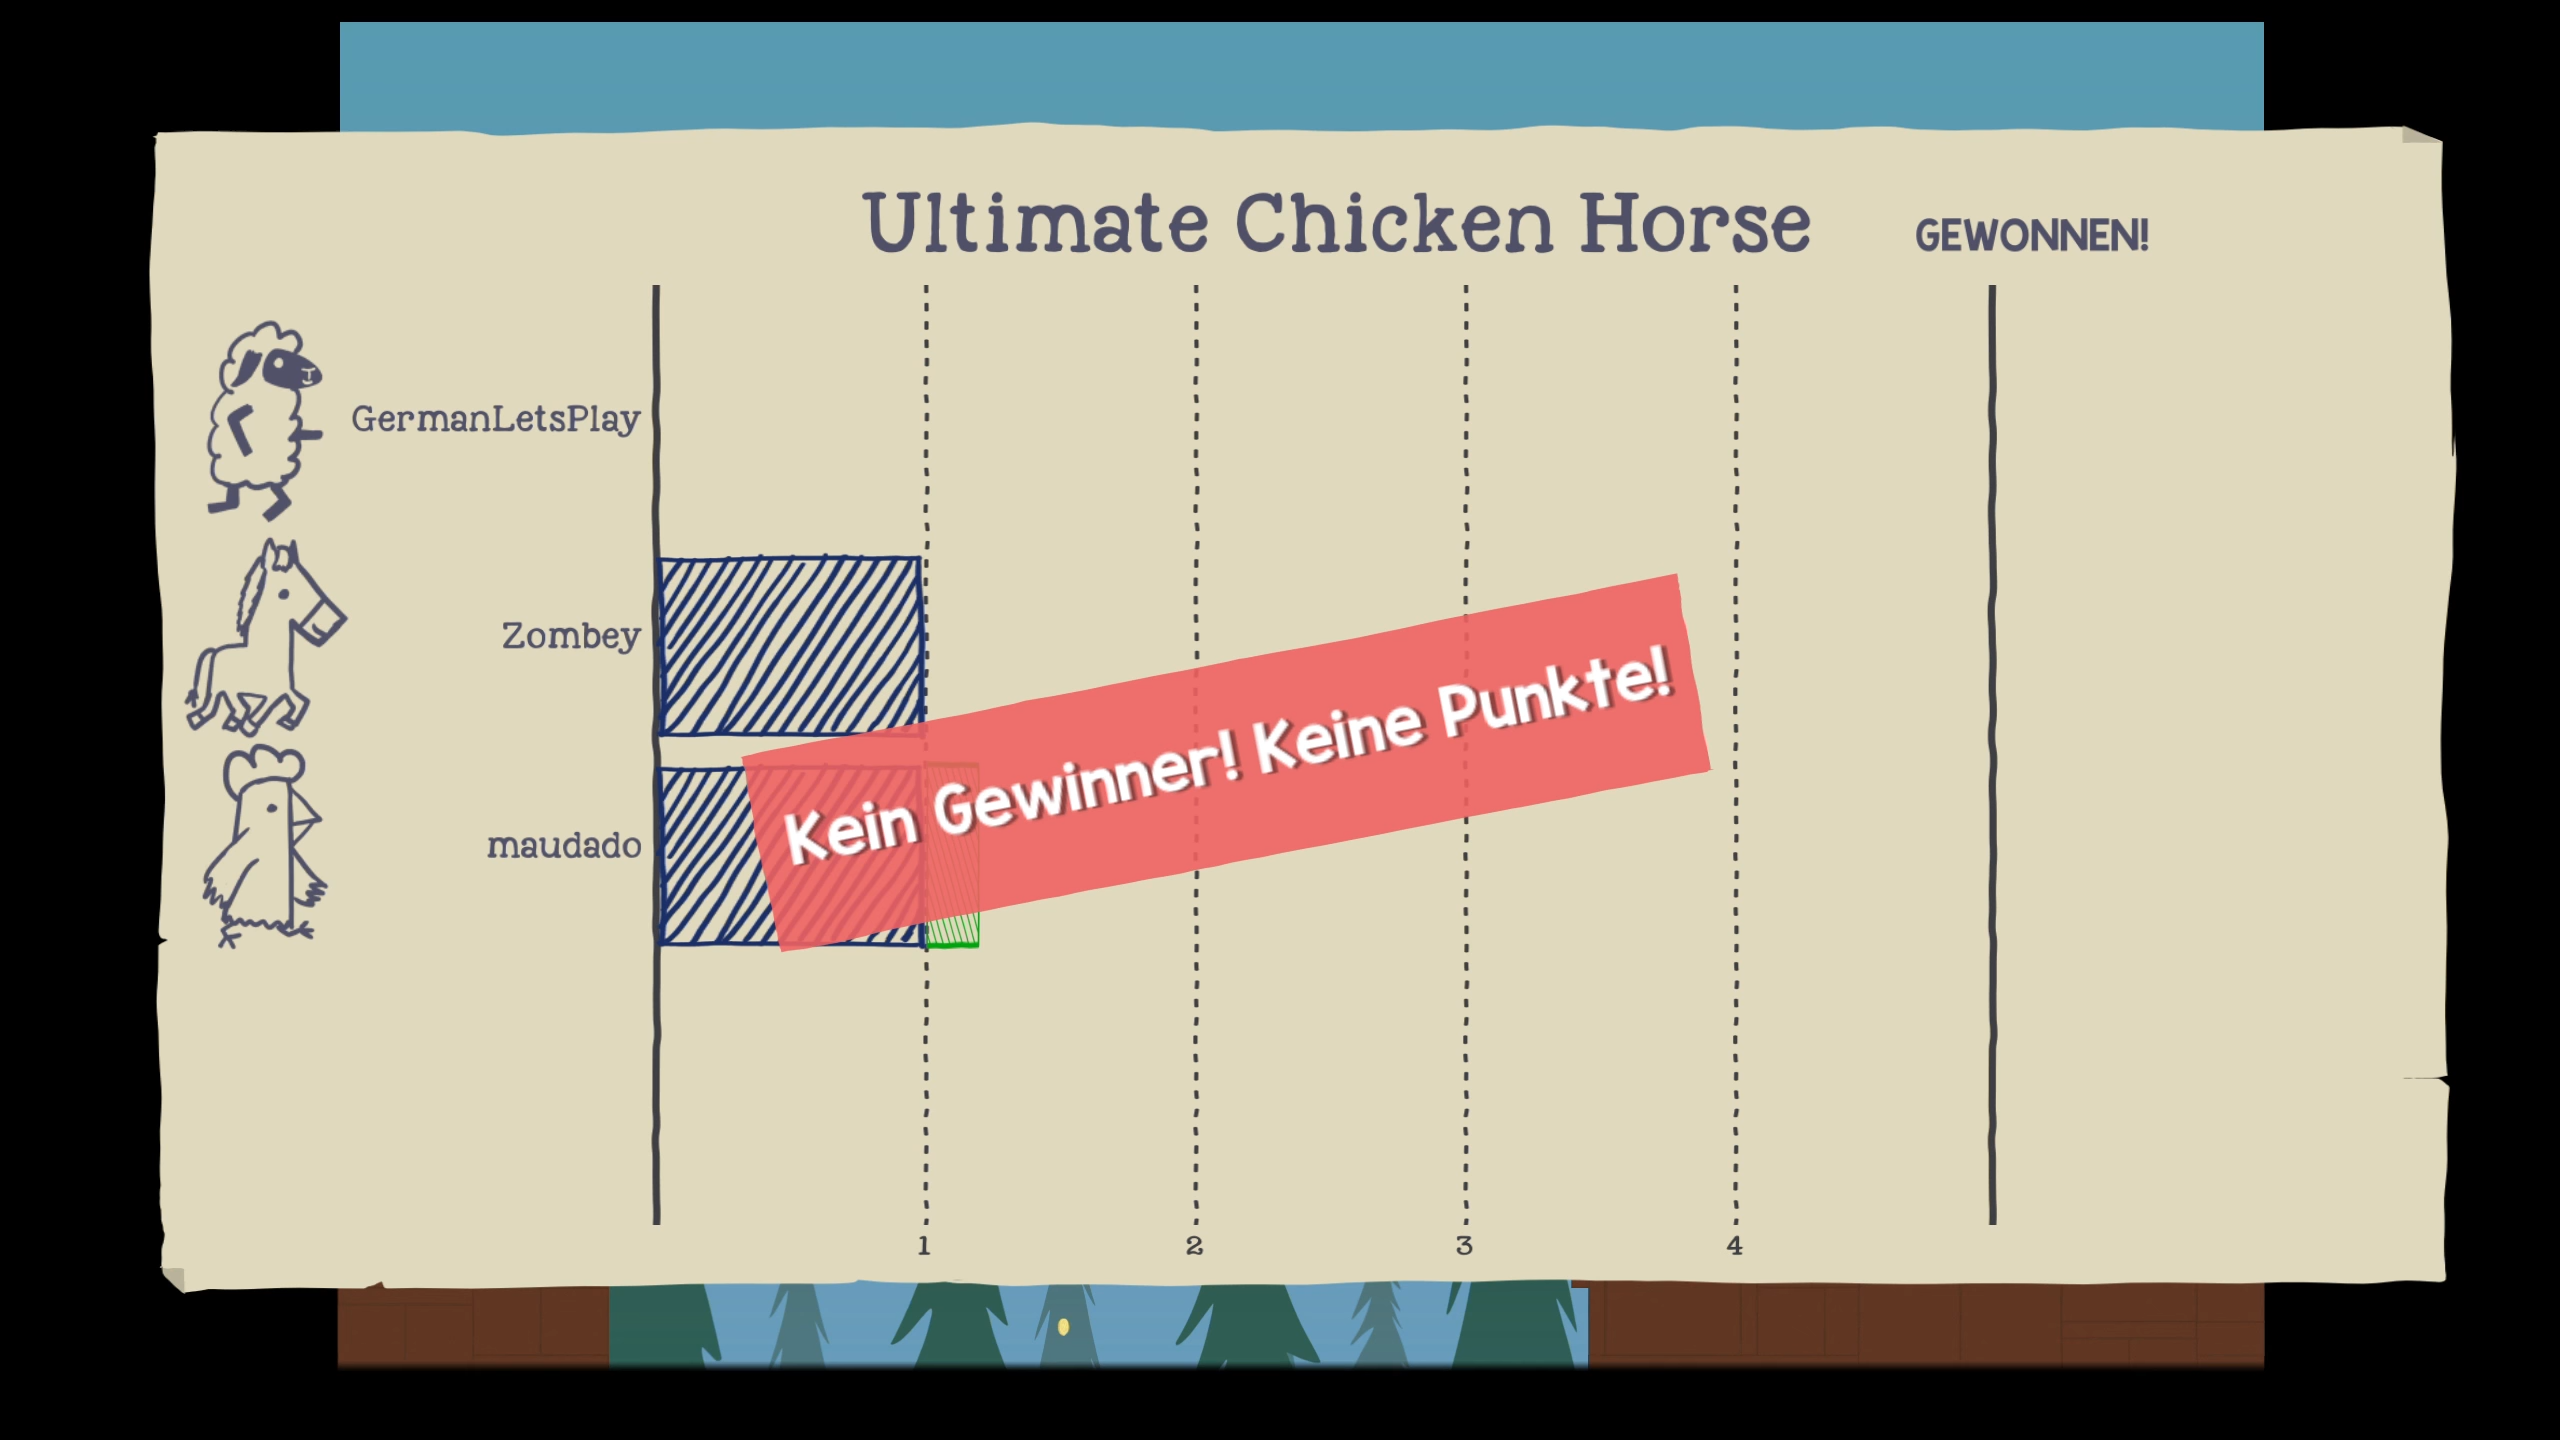 Ultimate Chicken Horse
GEWONNEN!
GermanLetsPlay
Zombey
Kein Gewinner! Keine Punkte!
maudado
1 2 3 4